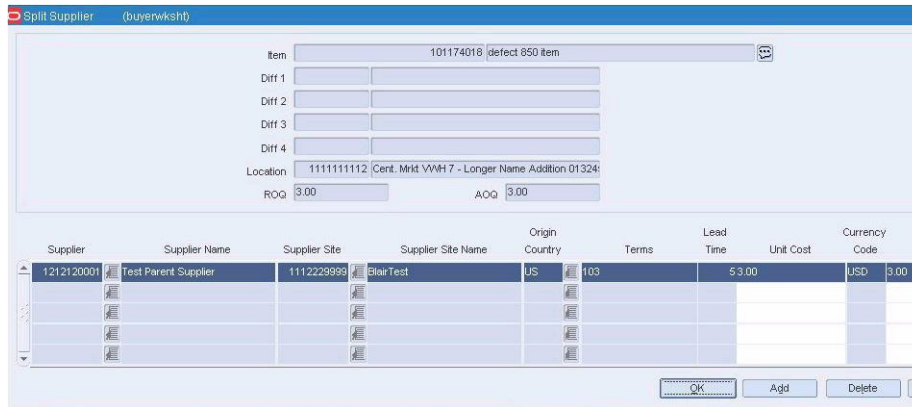 Split Supplier (buyerwksht)
Item 101174018 defect 850 item
Diff 1
Diff 2
Diff 3
Diff 4
Location 1111111112 Cent. Mrkt VWH 7 - Longer Name Addition 01324
ROQ 3.00 AOQ 3.00
Origin Lead Currency
Supplier Supplier Name Supplier Site Supplier Site Name Country Terms Time Unit Cost Code
1212120001 Test Parent Supplier 1112229999 BlairTest US 103 5 3.00 USD 3.00
OK Add Delete